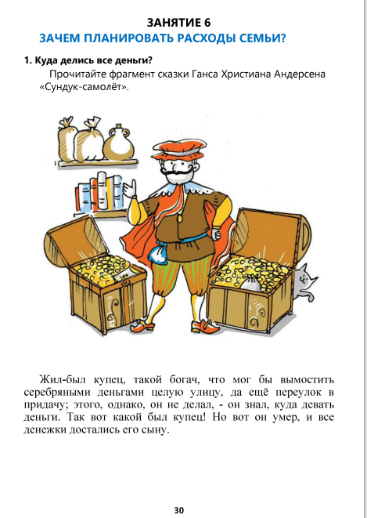 ЗАНЯТИЕ 6
ЗАЧЕМ ПЛАНИРОВАТЬ РАСХОДЫ СЕМЬИ?
1. Куда делись все деньги?
Прочитайте фрагмент сказки Ганса Христиана Андерсена
«Сундук-самолёт».
Жил-был купец, такой богач, что мог бы вымостить
серебряными деньгами целую улицу, да ещё переулок в
придачу; этого, однако, он не делал, - он знал, куда девать
деньги. Так вот какой был купец! Но вот он умер, и все
денежки достались его сыну.
30